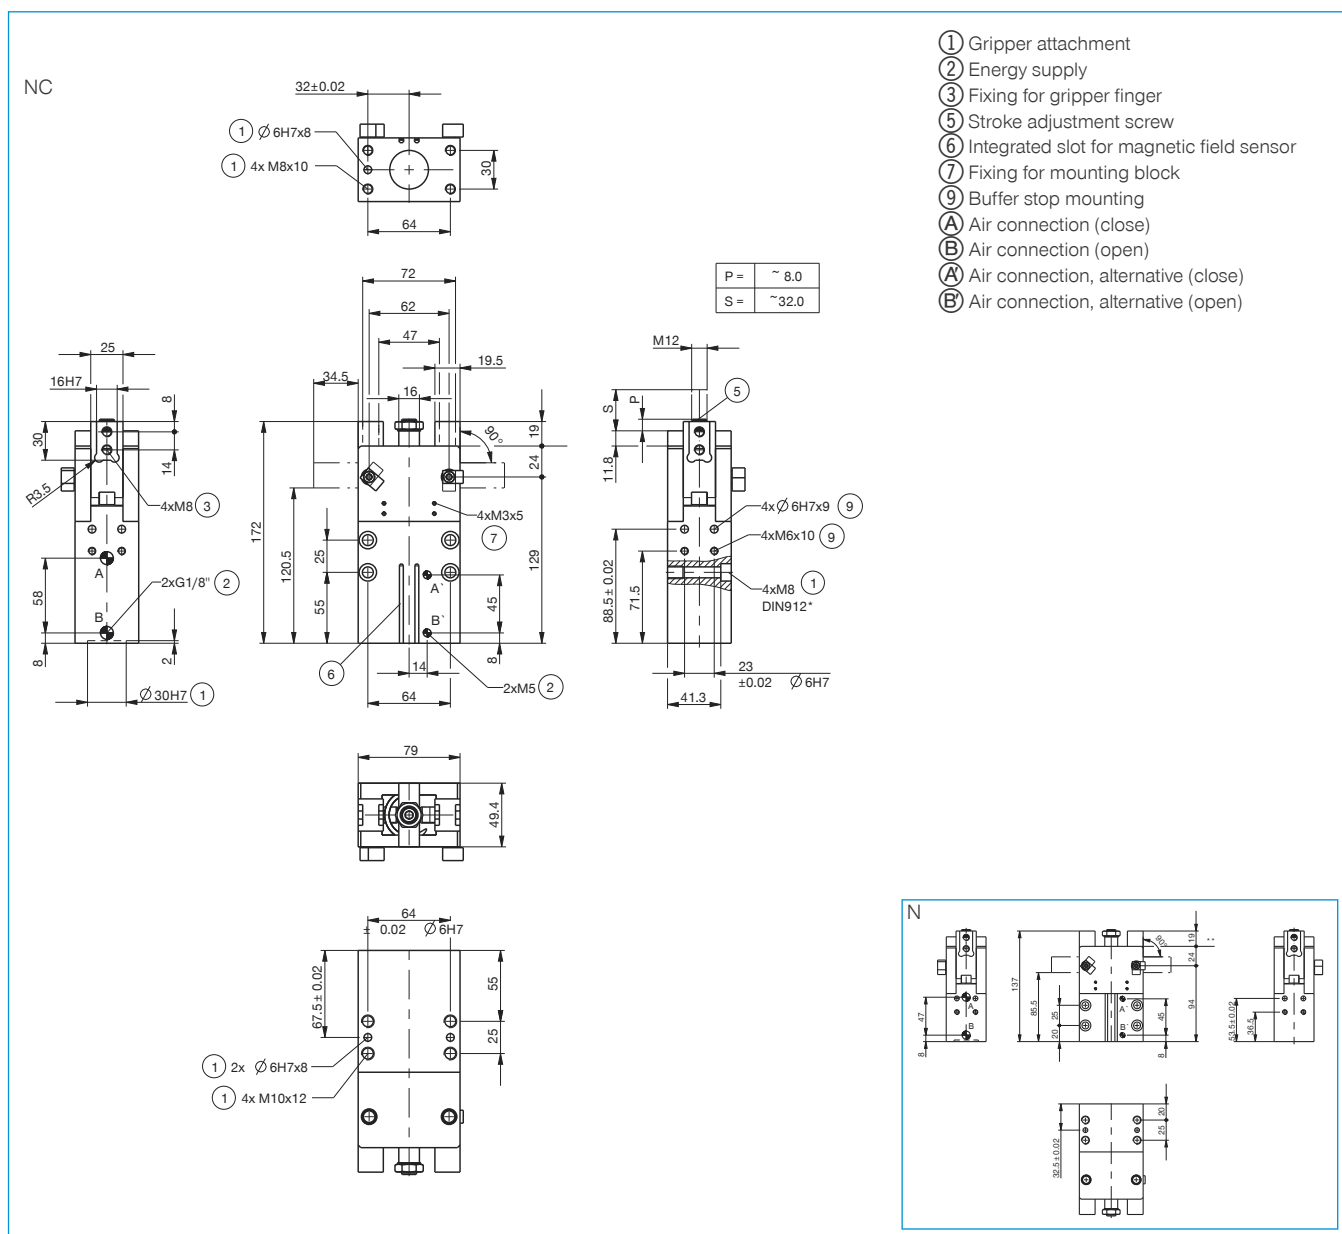 NC
① Gripper attachment
② Energy supply
③ Fixing for gripper finger
⑤ Stroke adjustment screw
⑥ Integrated slot for magnetic field sensor
⑦ Fixing for mounting block
⑨ Buffer stop mounting
Ⓐ Air connection (close)
Ⓑ Air connection (open)
A' Air connection, alternative (close)
B' Air connection, alternative (open)
32±0.02
① Ø 6H7x8
① 4x M8x10
30
64
P = ~ 8.0
S = ~32.0
25
16H7
8
30
14
R3.5
4xM8 ③
A
58
2xG1/8" ②
B
8
2
Ø 30H7 ①
72
62
47
19.5
34.5
16
90°
19
24
4xM3x5
⑦
172
120.5
25
55
129
A`
45
B`
8
⑥
14
2xM5 ②
64
M12
S
P
⑤
11.8
4x Ø 6H7x9 ⑨
4xM6x10 ⑨
4xM8 ①
DIN912*
88.5±0.02
71.5
23
±0.02 Ø 6H7
41.3
79
49.4
64
± 0.02 Ø 6H7
67.5±0.02
55
25
① 2x Ø 6H7x8
① 4x M10x12
N
137
85.5
25
20
90°
19
24
**
94
A`
45
B`
8
47
A
B
8
53.5±0.02
36.5
20
25
32.5±0.02